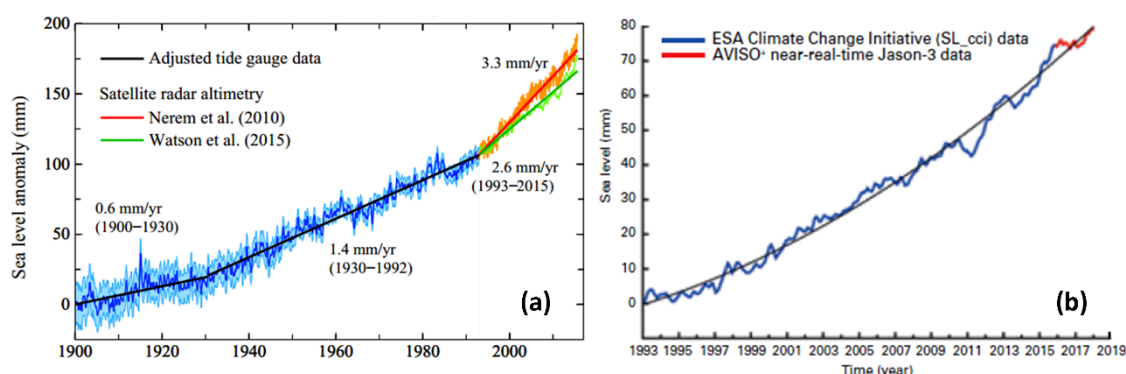 200
150
100
50
0
Sea level anomaly (mm)
Adjusted tide gauge data
Satellite radar altimetry
Nerem et al. (2010)
Watson et al. (2015)
3.3 mm/yr
2.6 mm/yr
(1993–2015)
0.6 mm/yr
(1900–1930)
1.4 mm/yr
(1930–1992)
(a)
1900 1920 1940 1960 1980 2000
80
70
60
50
40
30
20
10
0
Sea level (mm)
ESA Climate Change Initiative (SL_cci) data
AVISO+ near-real-time Jason-3 data
(b)
1993 1995 1997 1999 2001 2003 2005 2007 2009 2011 2013 2015 2017 2019
Time (year)